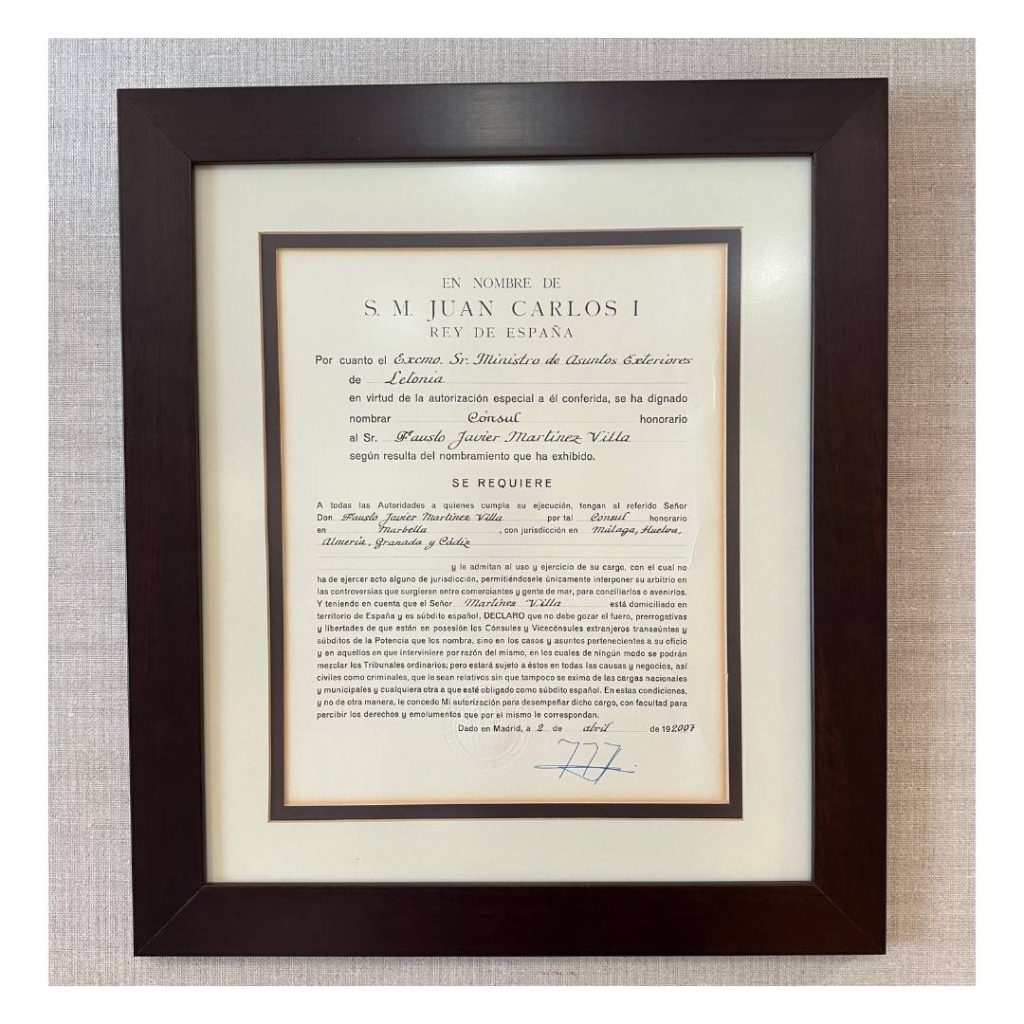 EN NOMBRE DE
S. M. JUAN CARLOS I
REY DE ESPAÑA
Por cuanto el Excmo. Sr. Ministro de Asuntos Exteriores
de Letonia
en virtud de la autorización especial a él conferida, se ha dignado
nombrar Cónsul honorario
al Sr. Fausto Javier Martínez Villa
según resulta del nombramiento que ha exhibido.
SE REQUIERE
A todas las Autoridades a quienes cumpla su ejecución, tengan al referido Señor
Don Fausto Javier Martínez Villa por tal Cónsul honorario
en Marbella, con jurisdicción en Málaga, Huelva,
Almería, Granada y Cádiz
y le admitan al uso y ejercicio de su cargo, con el cual no
ha de ejercer acto alguno de jurisdicción, permitiéndosele únicamente interponer su arbitrio en
las controversias que surgieren entre comerciantes y gente de mar, para conciliarlos o avenirlos.
Y teniendo en cuenta que el Señor Martínez Villa está domiciliado en
territorio de España y es súbdito español, DECLARO que no debe gozar el fuero, prerrogativas
y libertades de que están en posesión los Cónsules y Vicecónsules extranjeros transeúntes y
súbditos de la Potencia que los nombra, sino en los casos y asuntos pertenecientes a su oficio
y en aquellos en que interviniere por razón del mismo, en los cuales de ningún modo se podrán
mezclar los Tribunales ordinarios; pero estará sujeto a éstos en todas las causas y negocios, así
civiles como criminales, que le sean relativos sin que tampoco se exima de las cargas nacionales
y municipales y cualquiera otra a que esté obligado como súbdito español. En estas condiciones,
y no de otra manera, le concedo Mi autorización para desempeñar dicho cargo, con facultad para
percibir los derechos y emolumentos que por el mismo le correspondan.
Dado en Madrid, a 2 de abril de 192007